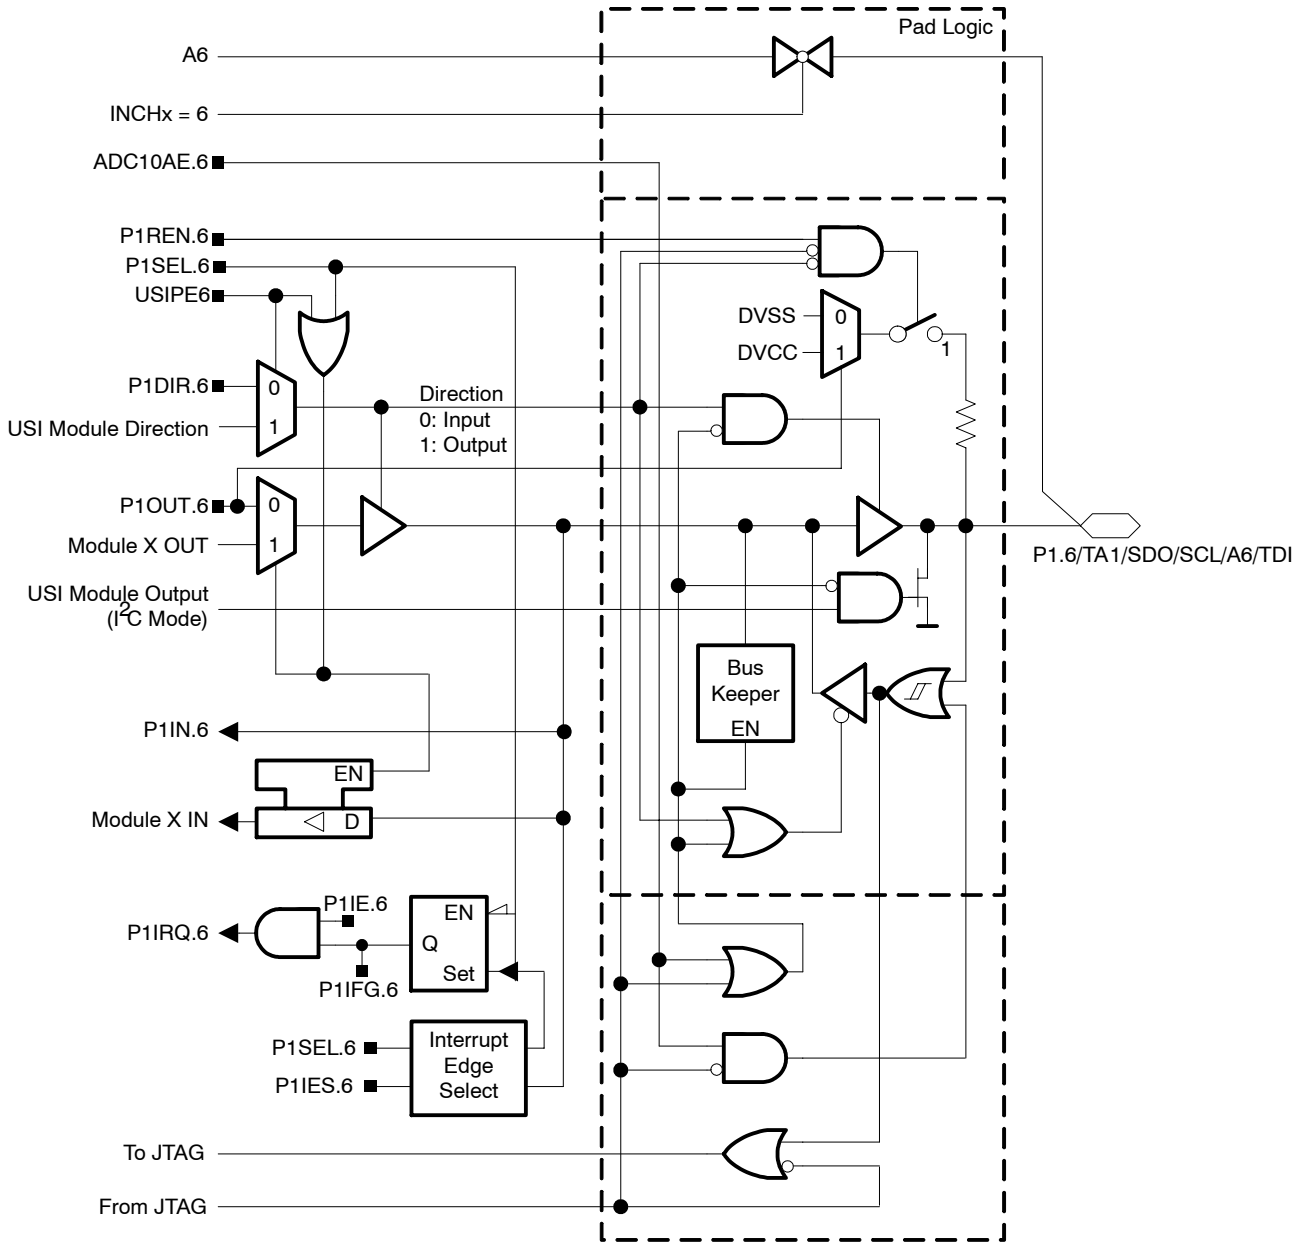 Pad Logic
A6
INCHx = 6
ADC10AE.6
P1REN.6
P1SEL.6
USIPE6
DVSS
0
DVCC
1
1
P1DIR.6
0
USI Module Direction
1
Direction
0: Input
1: Output
P1OUT.6
0
Module X OUT
1
P1.6/TA1/SDO/SCL/A6/TDI
USI Module Output
(I2C Mode)
Bus
Keeper
EN
P1IN.6
EN
Module X IN
D
P1IE.6
EN
P1IRQ.6
Q
Set
P1IFG.6
P1SEL.6
Interrupt
Edge
Select
P1IES.6
To JTAG
From JTAG